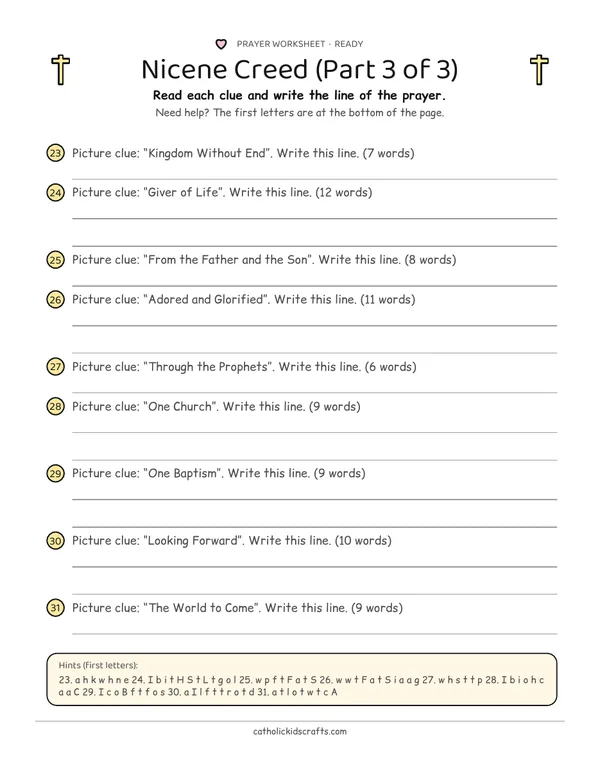 PRAYER WORKSHEET · READY
Nicene Creed (Part 3 of 3)
Read each clue and write the line of the prayer.
Need help? The first letters are at the bottom of the page.
23 Picture clue: “Kingdom Without End”. Write this line. (7 words)
24 Picture clue: “Giver of Life”. Write this line. (12 words)
25 Picture clue: “From the Father and the Son”. Write this line. (8 words)
26 Picture clue: “Adored and Glorified”. Write this line. (11 words)
27 Picture clue: “Through the Prophets”. Write this line. (6 words)
28 Picture clue: “One Church”. Write this line. (9 words)
29 Picture clue: “One Baptism”. Write this line. (9 words)
30 Picture clue: “Looking Forward”. Write this line. (10 words)
31 Picture clue: “The World to Come”. Write this line. (9 words)
Hints (first letters):
23. a h k w h n e 24. I b i t H S t L t g o l 25. w p f t F a t S 26. w w t F a t S i a a g 27. w h s t t p 28. I b i o h c
a a C 29. I c o B f t f o s 30. a I l f t t r o t d 31. a t l o t w t c A
catholickidscrafts.com